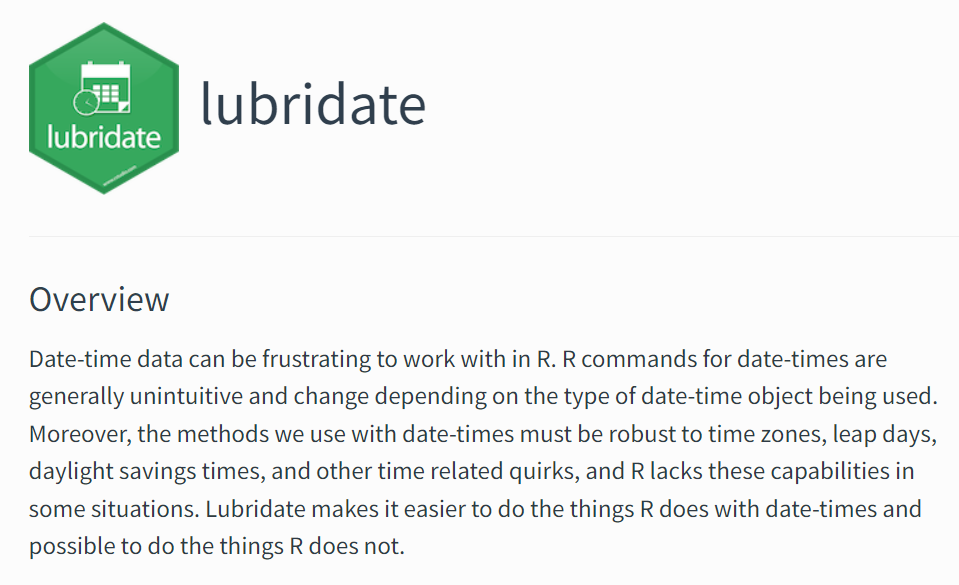 lubridate
lubridate
Overview
Date-time data can be frustrating to work with in R. R commands for date-times are
generally unintuitive and change depending on the type of date-time object being used.
Moreover, the methods we use with date-times must be robust to time zones, leap days,
daylight savings times, and other time related quirks, and R lacks these capabilities in
some situations. Lubridate makes it easier to do the things R does with date-times and
possible to do the things R does not.